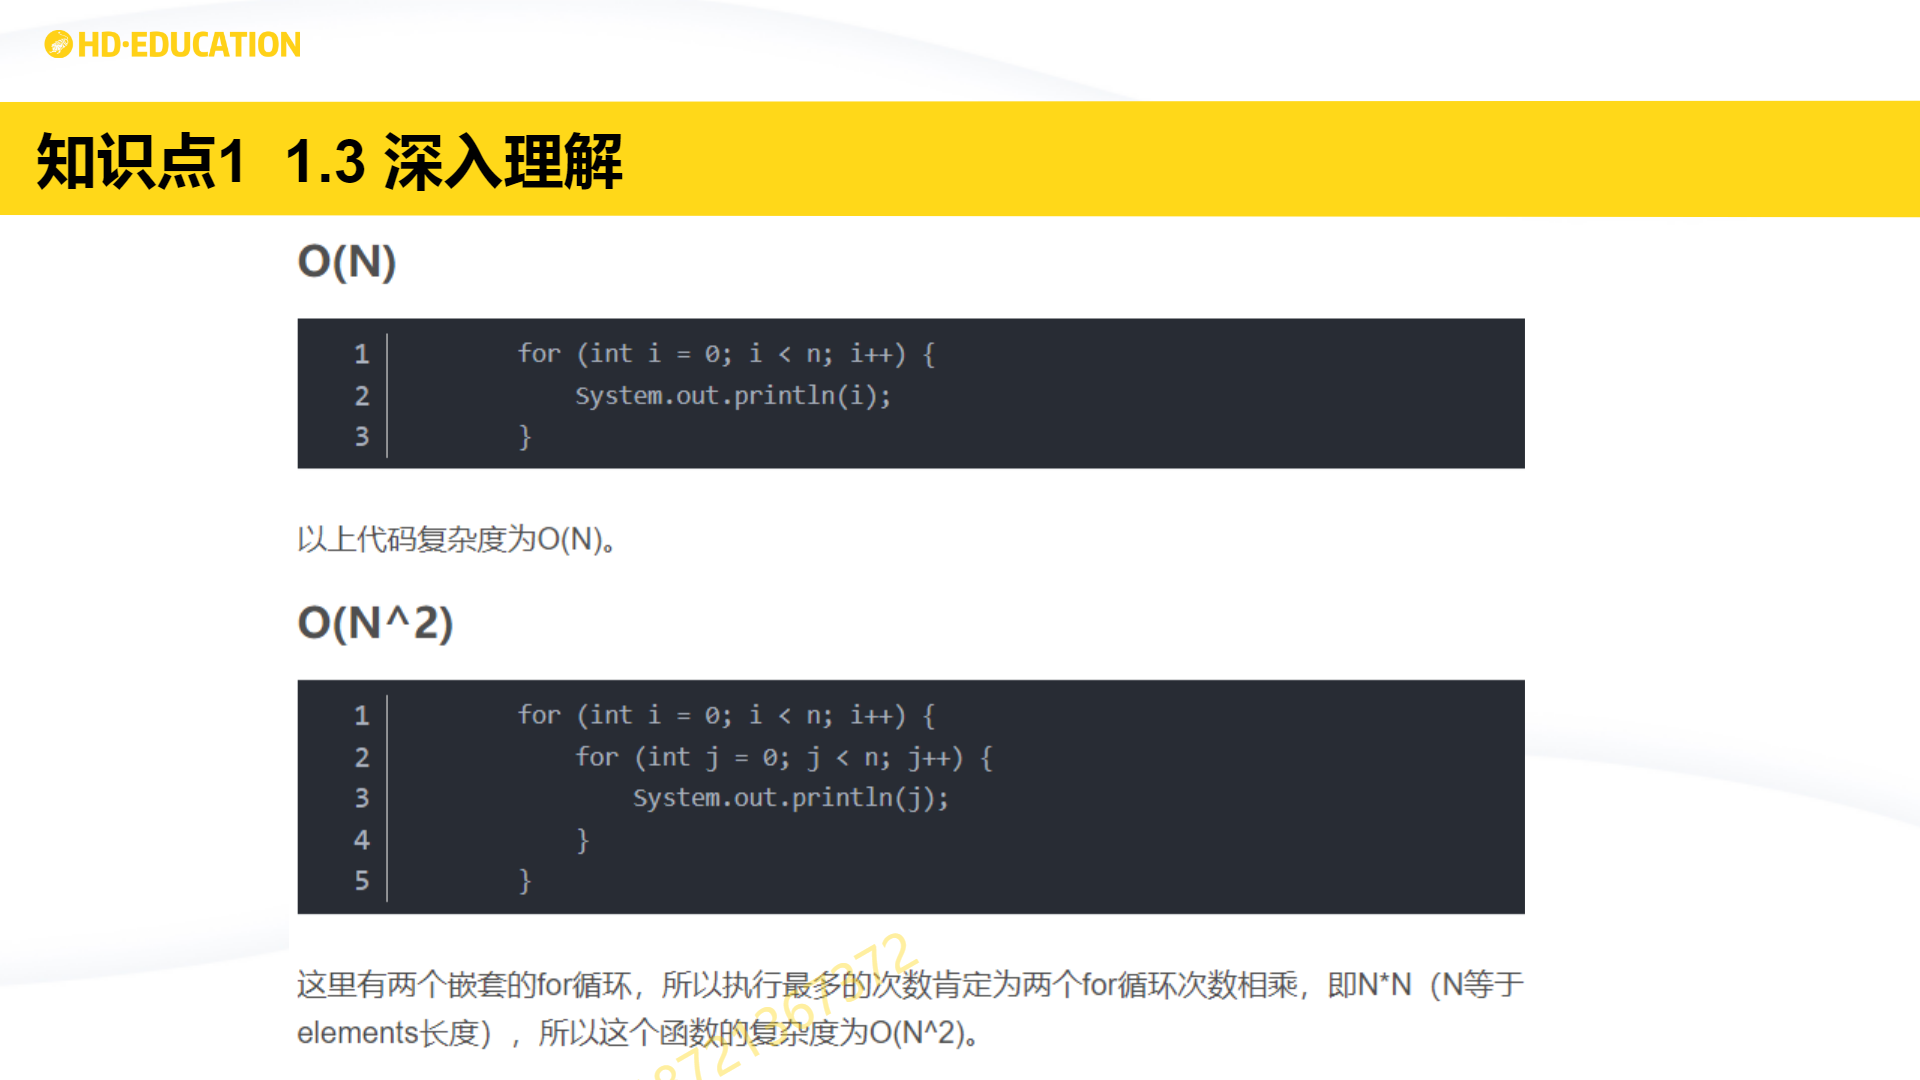 HD·EDUCATION
知识点1 1.3 深入理解
O(N)
1 for (int i = 0; i < n; i++) {
2 System.out.println(i);
3 }
以上代码复杂度为O(N)。
O(N^2)
1 for (int i = 0; i < n; i++) {
2 for (int j = 0; j < n; j++) {
3 System.out.println(j);
4 }
5 }
这里有两个嵌套的for循环，所以执行最多的次数肯定为两个for循环次数相乘，即N*N（N等于
elements长度），所以这个函数的复杂度为O(N^2)。